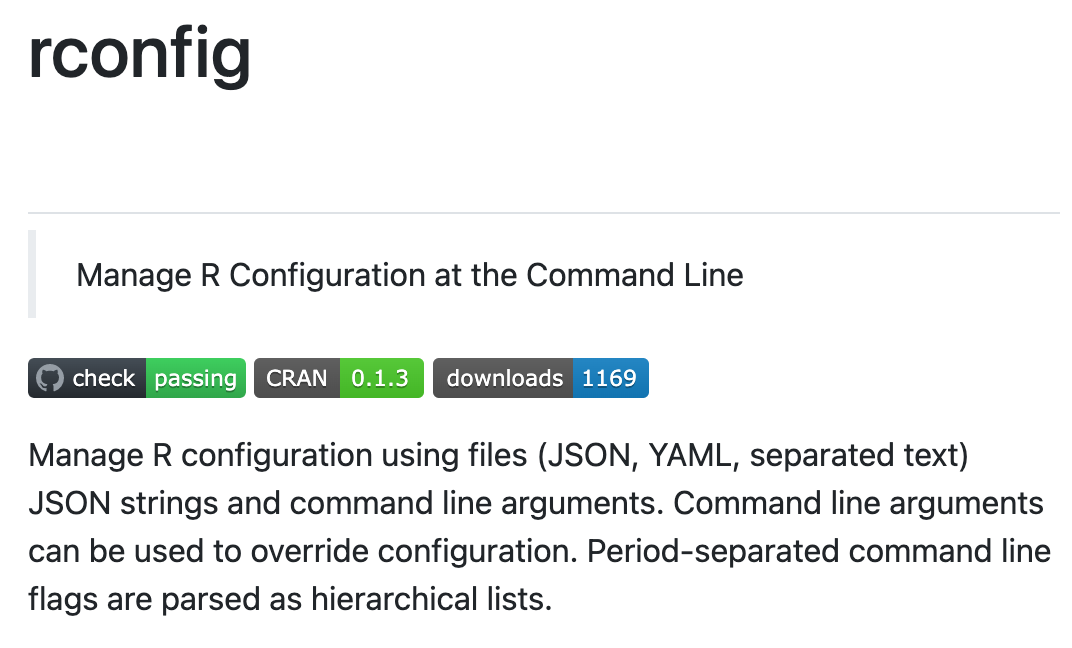 rconfig
Manage R Configuration at the Command Line
check passing CRAN 0.1.3 downloads 1169
Manage R configuration using files (JSON, YAML, separated text)
JSON strings and command line arguments. Command line arguments
can be used to override configuration. Period-separated command line
flags are parsed as hierarchical lists.